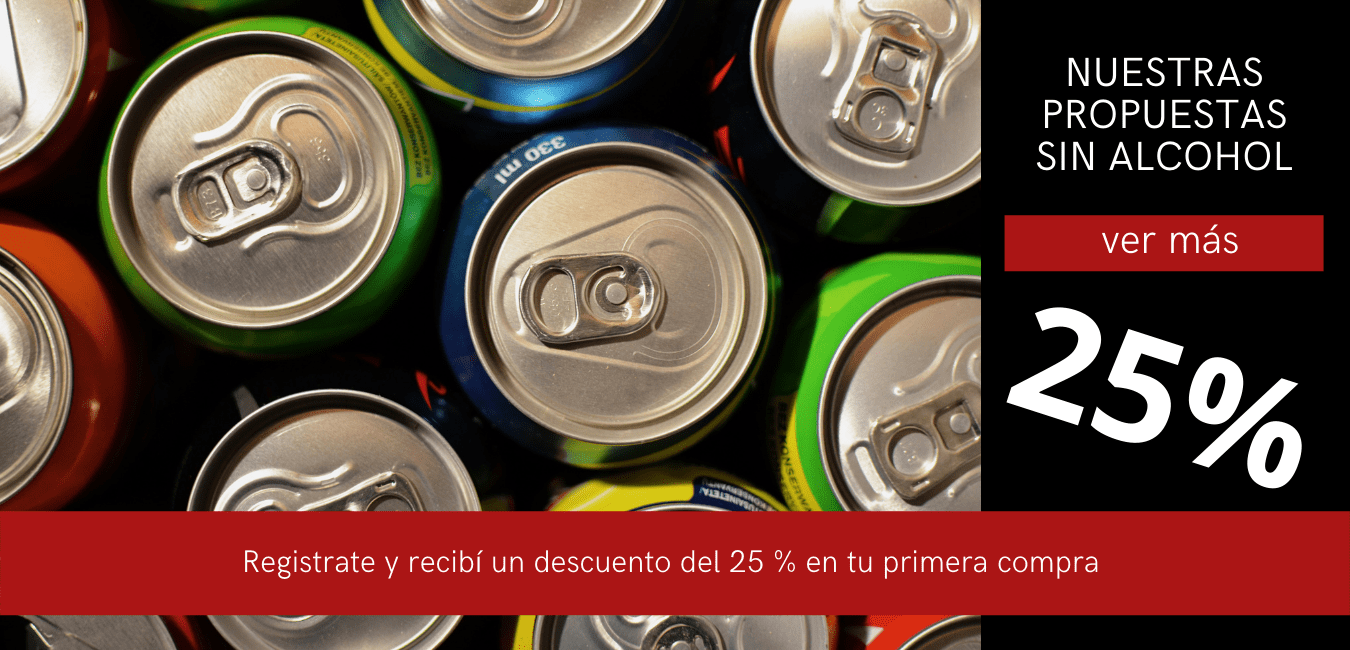 NUESTRAS
PROPUESTAS
SIN ALCOHOL
ver más
25%
330 ml
Registrate y recibí un descuento del 25 % en tu primera compra